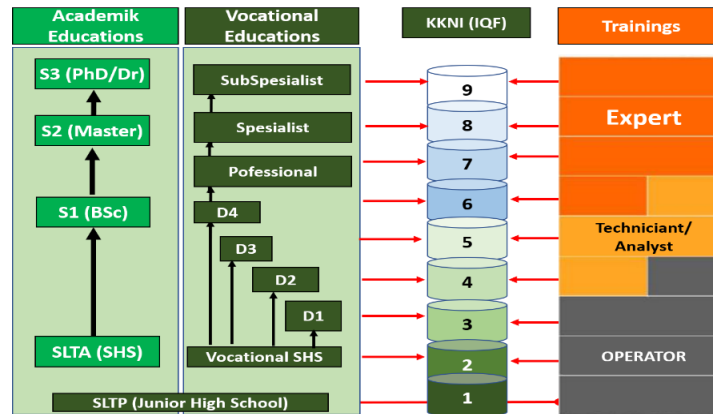 Academik
Educations
Vocational
Educations
KKNI (IQF)
Trainings
S3 (PhD/Dr)
S2 (Master)
S1 (BSc)
SLTA (SHS)
SubSpesialist
Spesialist
Pofessional
D4
D3
D2
D1
Vocational SHS
SLTP (Junior High School)
9
8
7
6
5
4
3
2
1
Expert
Techniciant/
Analyst
OPERATOR